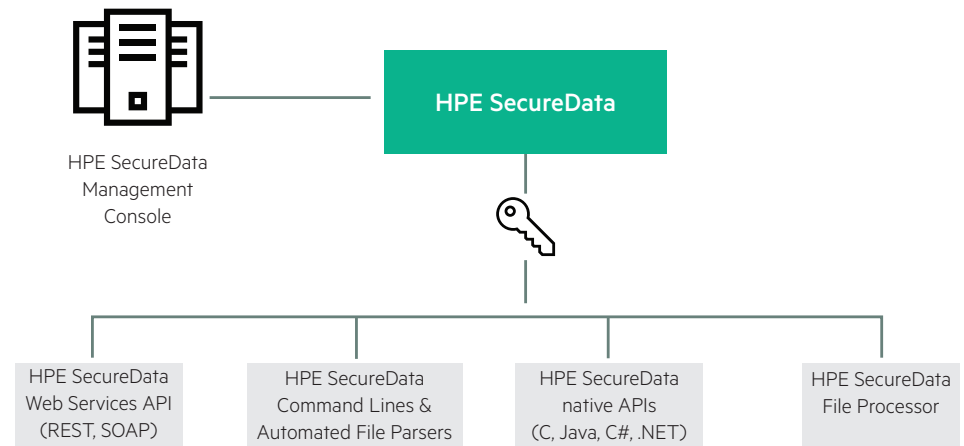 HPE SecureData
HPE SecureData
Management
Console
HPE SecureData
Web Services API
(REST, SOAP)
HPE SecureData
Command Lines &
Automated File Parsers
HPE SecureData
native APIs
(C, Java, C#, .NET)
HPE SecureData
File Processor